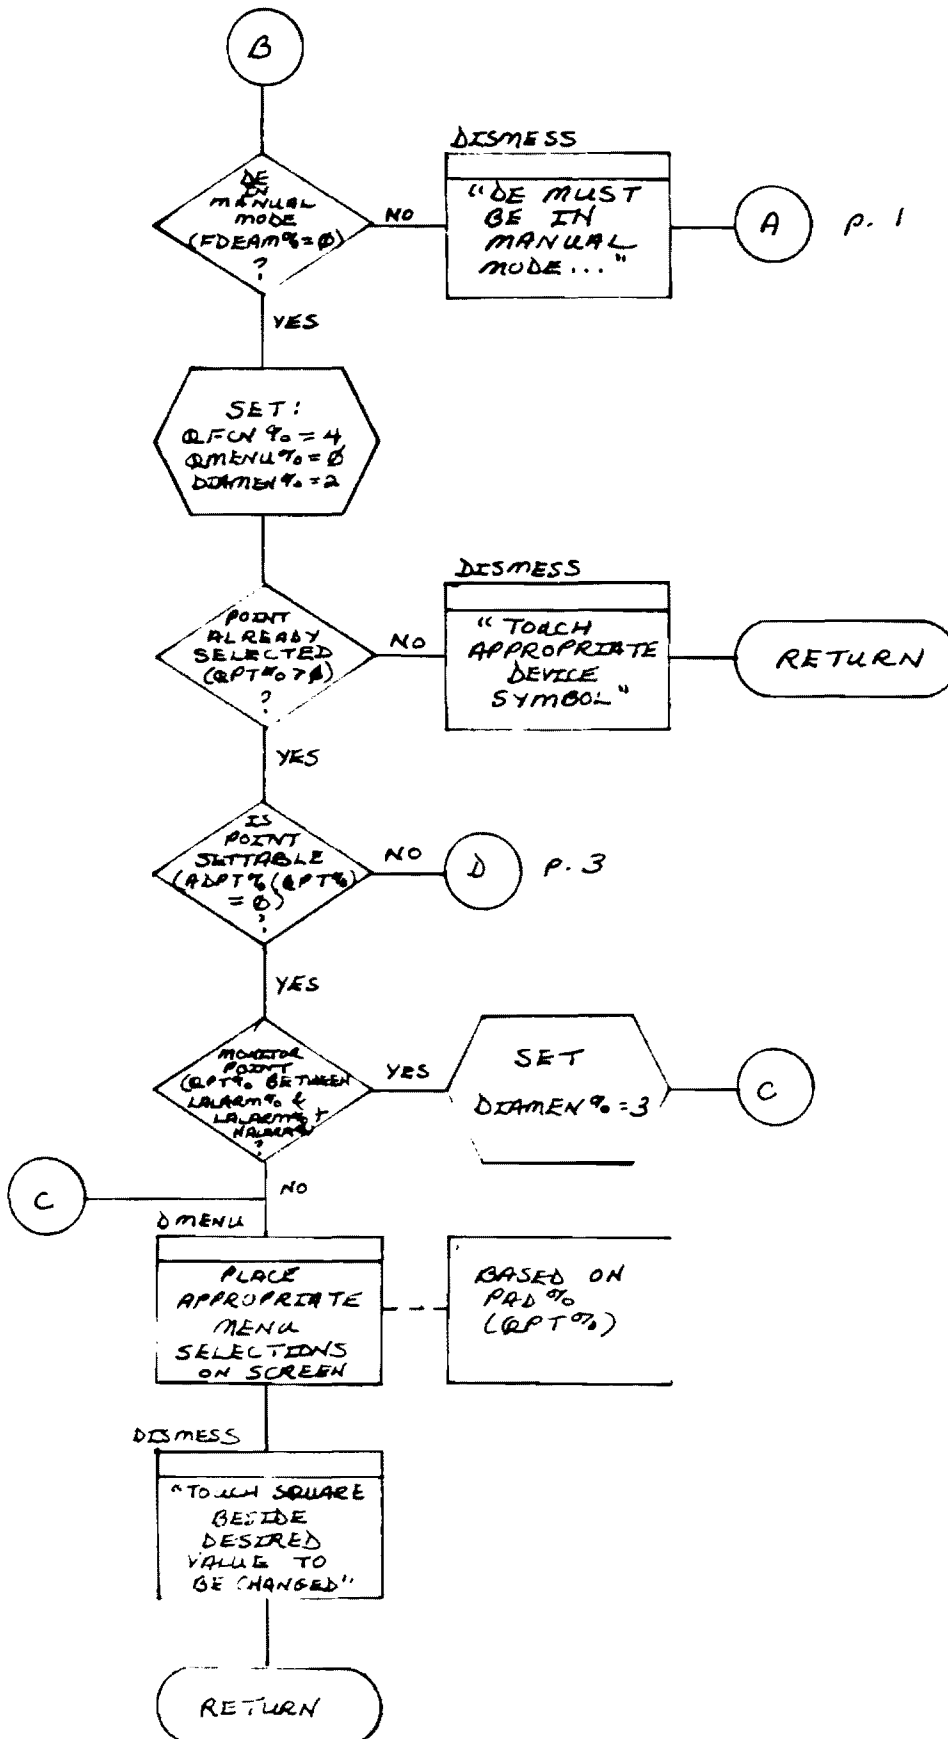 B
DE
IN
MANUAL
MODE
(FDEAM%=Ø)
?
NO
DISMESS
"DE MUST
BE IN
MANUAL
MODE..."
A
P. 1
YES
SET:
QFCN%=4
QMENU%=Ø
DIAMEN%=2
POINT
ALREADY
SELECTED
(QPT%>Ø)
?
NO
DISMESS
"TOUCH
APPROPRIATE
DEVICE
SYMBOL"
RETURN
YES
IS
POINT
SETTABLE
(ADPT%(QPT%)
=Ø)
?
NO
D
P. 3
YES
MONITOR
POINT
(QPT% BETWEEN
LALARM% &
LALARM% +
?
YES
SET
DIAMEN%=3
C
NO
C
DMENU
PLACE
APPROPRIATE
MENU
SELECTIONS
ON SCREEN
BASED ON
PAD%
(QPT%)
DISMESS
"TOUCH SQUARE
BESIDE
DESIRED
VALUE TO
BE CHANGED"
RETURN